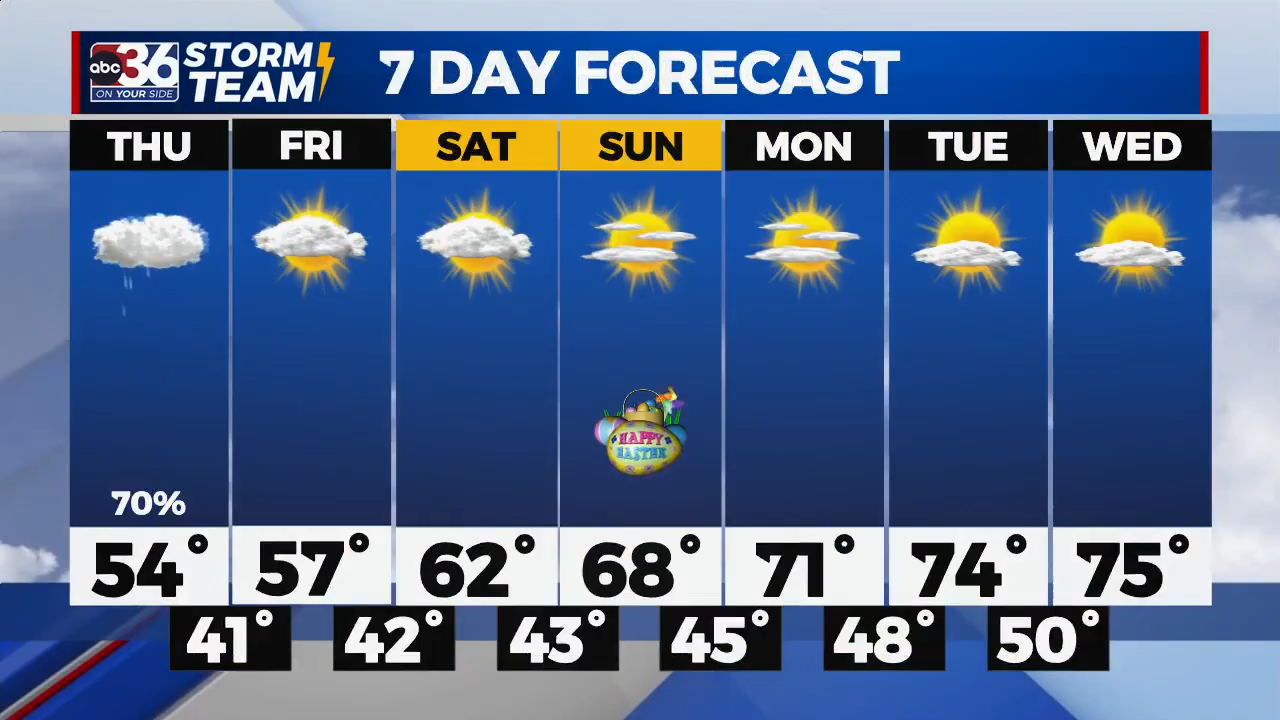 abc 36
ON YOUR SIDE
STORM
TEAM
7 DAY FORECAST
THU FRI SAT SUN MON TUE WED
HAPPY
EASTER
70%
54° 57° 62° 68° 71° 74° 75°
41° 42° 43° 45° 48° 50°